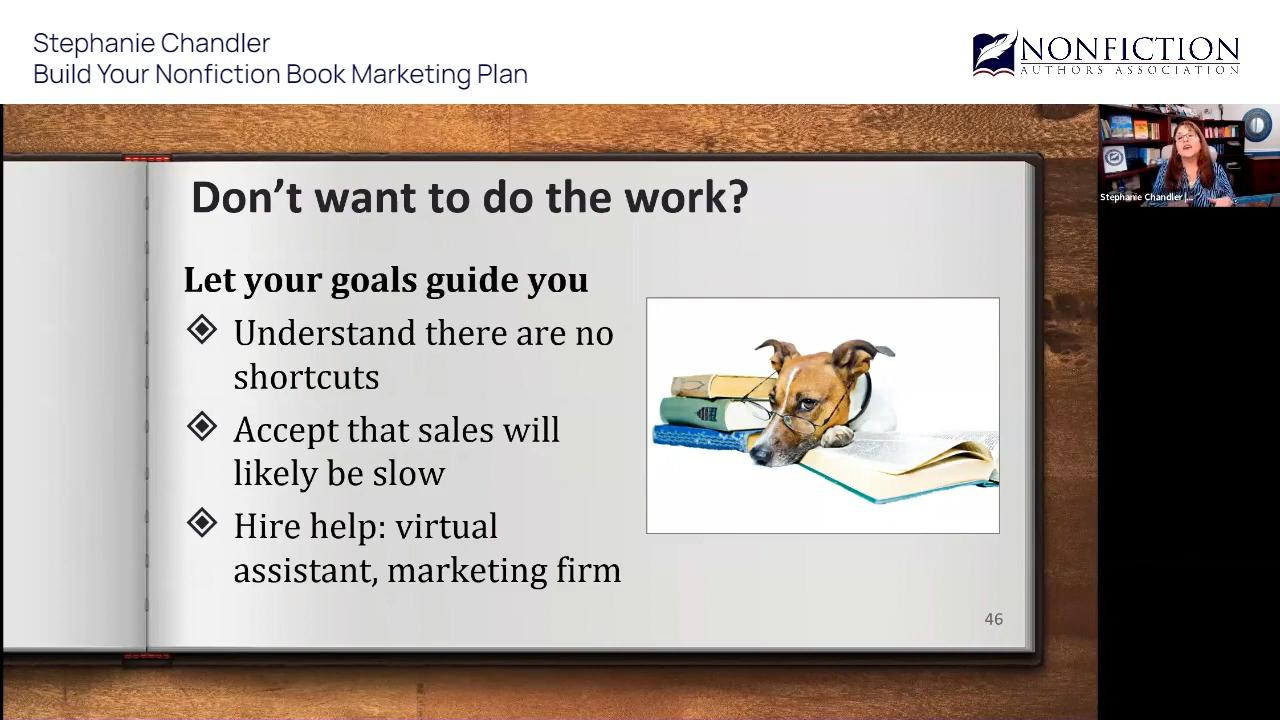 Stephanie Chandler
Build Your Nonfiction Book Marketing Plan
NONFICTION
AUTHORS ASSOCIATION
Don’t want to do the work?
Let your goals guide you
Understand there are no
shortcuts
Accept that sales will
likely be slow
Hire help: virtual
assistant, marketing firm
46
Stephanie Chandler |...